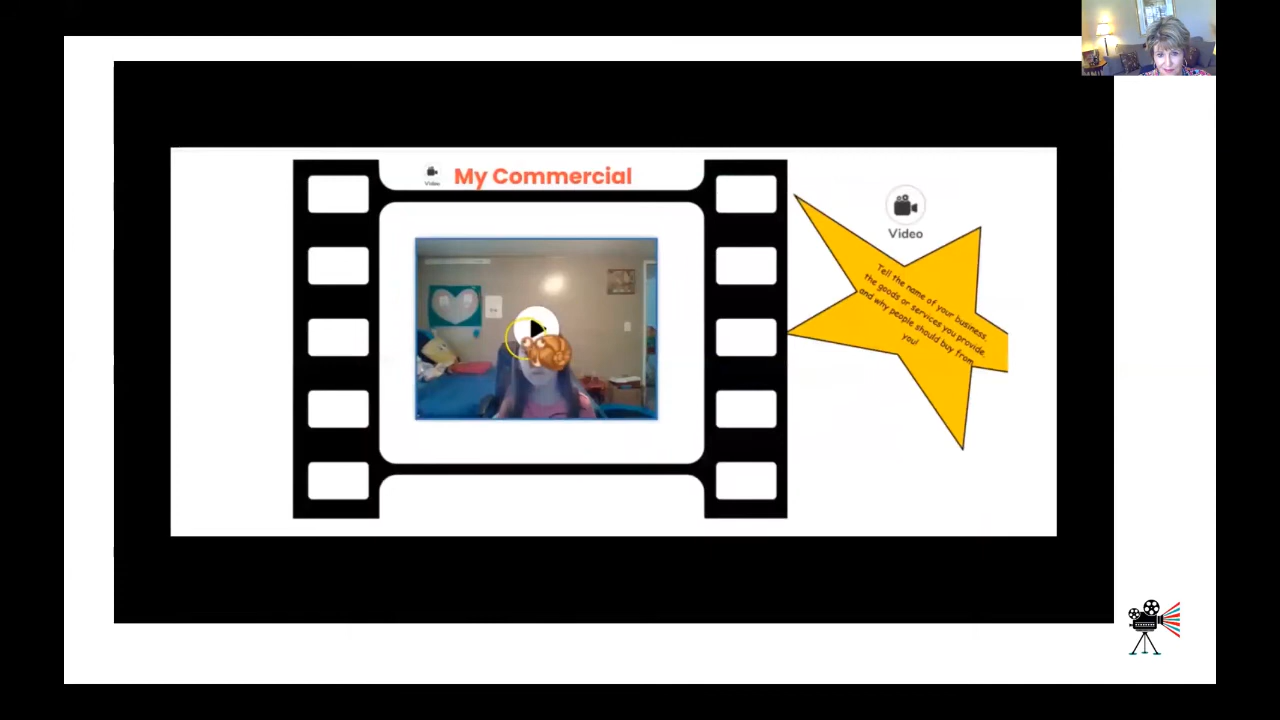 Video
My Commercial
Video
Tell the name of your business,
the goods or services you provide,
and why people should buy from
you!